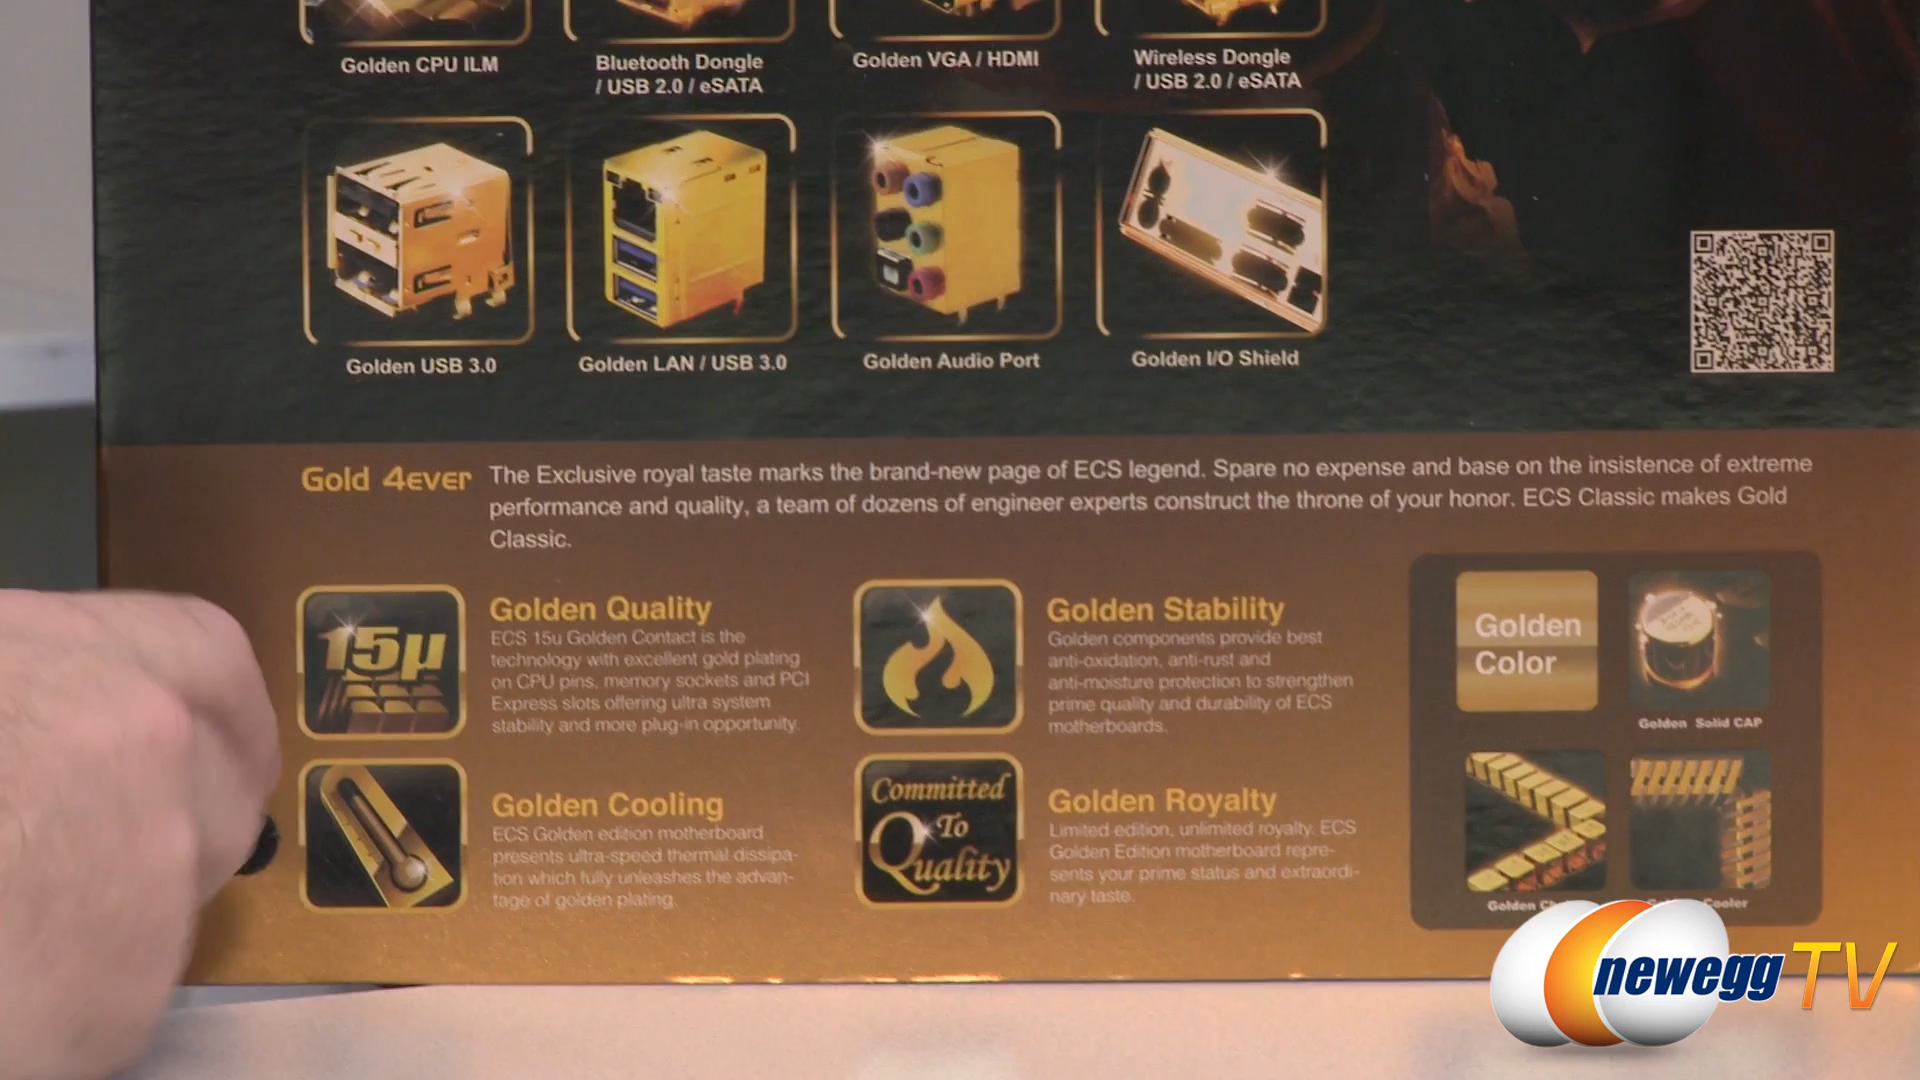 Golden CPU ILM
Bluetooth Dongle
/ USB 2.0 / eSATA
Golden VGA / HDMI
Wireless Dongle
/ USB 2.0 / eSATA
Golden USB 3.0
Golden LAN / USB 3.0
Golden Audio Port
Golden I/O Shield
Gold 4ever
The Exclusive royal taste marks the brand-new page of ECS legend. Spare no expense and base on the insistence of extreme
performance and quality, a team of dozens of engineer experts construct the throne of your honor. ECS Classic makes Gold
Classic.
15µ
Golden Quality
ECS 15u Golden Contact is the
technology with excellent gold plating
on CPU pins, memory sockets and PCI
Express slots offering ultra system
stability and more plug-in opportunity.
Golden Stability
Golden components provide best
anti-oxidation, anti-rust and
anti-moisture protection to strengthen
prime quality and durability of ECS
motherboards.
Golden Cooling
ECS Golden edition motherboard
presents ultra-speed thermal dissipa-
tion which fully unleashes the advan-
tage of golden plating.
Committed
To
Quality
Golden Royalty
Limited edition, unlimited royalty. ECS
Golden Edition motherboard repre-
sents your prime status and extraordi-
nary taste.
Golden
Color
Golden Solid CAP
Golden
Cooler
newegg TV